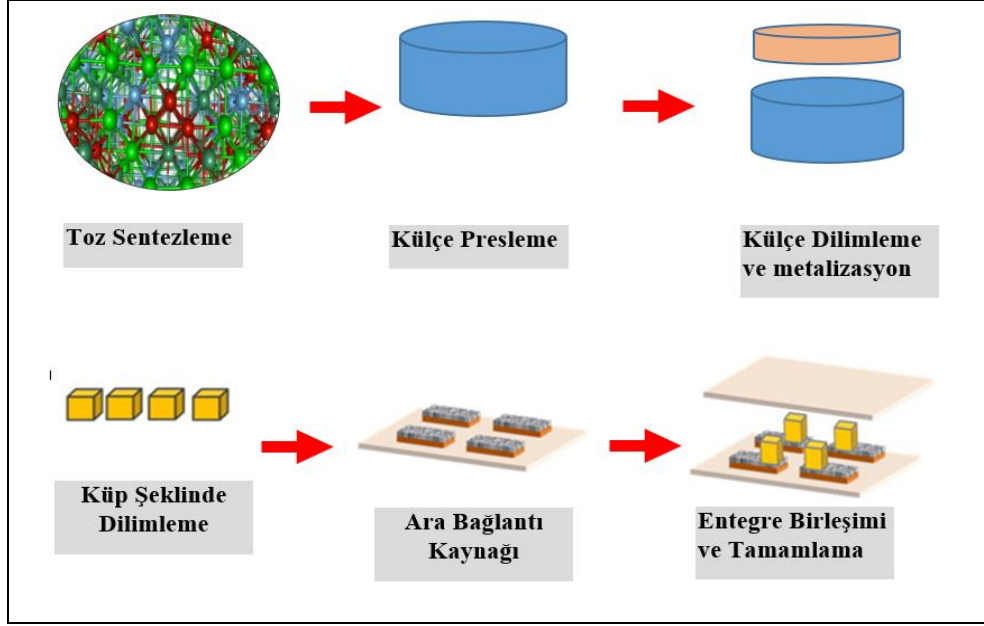 Toz Sentezleme
Külçe Presleme
Külçe Dilimleme
ve metalizasyon
Küp Şeklinde
Dilimleme
Ara Bağlantı
Kaynağı
Entegre Birleşimi
ve Tamamlama